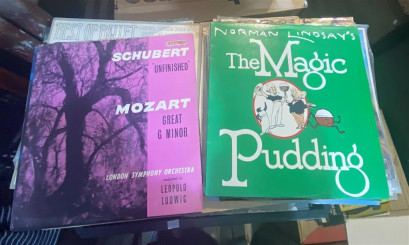 SCHUBERT
"UNFINISHED"
MOZART
GREAT
G MINOR
LONDON SYMPHONY ORCHESTRA
LEOPOLD
LUDWIG
NORMAN LINDSAY'S
The Magic
Pudding